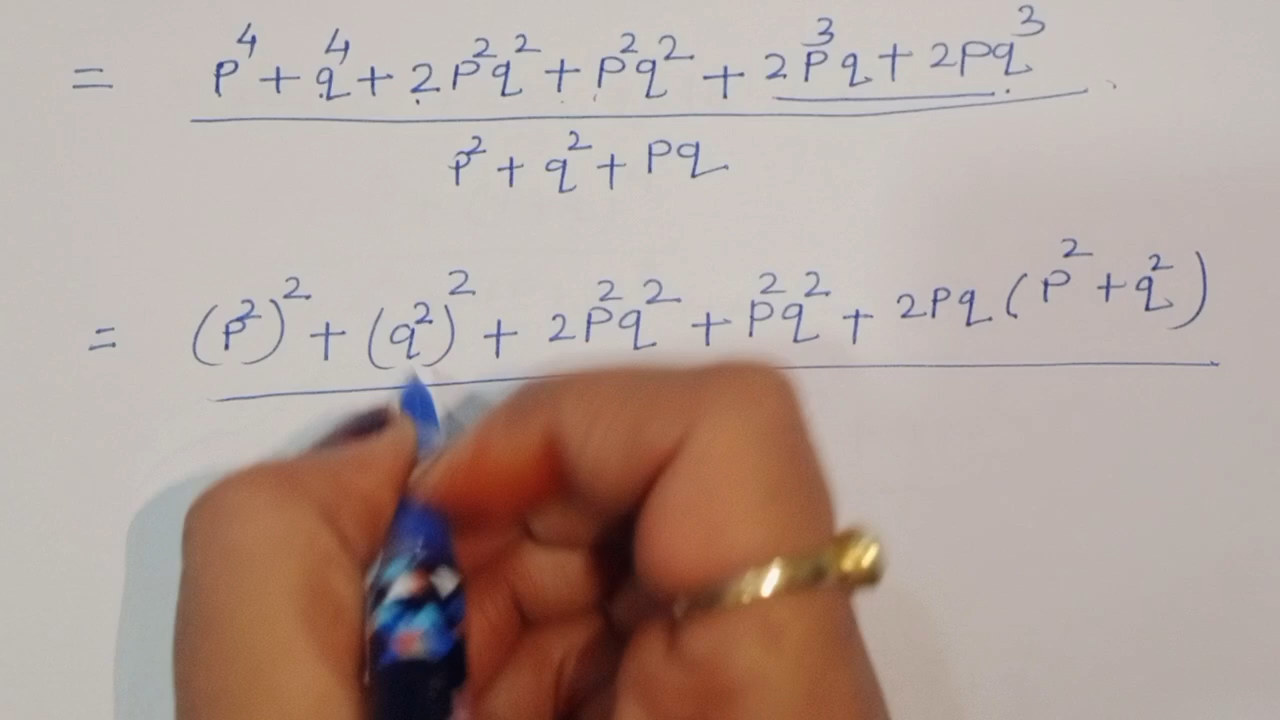 = P⁴ + q⁴ + 2P²q² + P²q² + 2P³q + 2Pq³
P² + q² + Pq
= (P²)² + (q²)² + 2P²q² + P²q² + 2Pq(P² + q²)